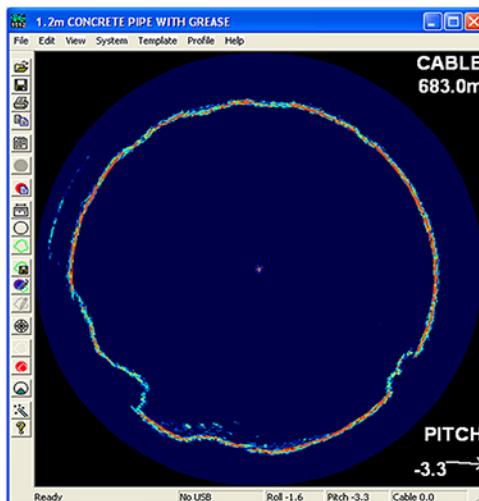 1.2m CONCRETE PIPE WITH GREASE
File Edit View System Template Profile Help
CABLE
683.0m
PITCH
-3.3
Ready No USB Roll -1.6 Pitch -3.3 Cable 0.0